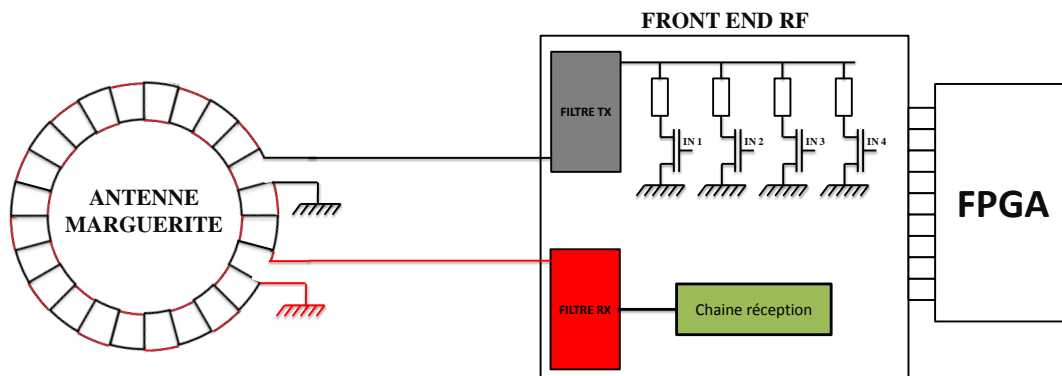 FRONT END RF
FILTRE TX
IN 1
IN 2
IN 3
IN 4
ANTENNE
MARGUERITE
FPGA
FILTRE RX
Chaine réception